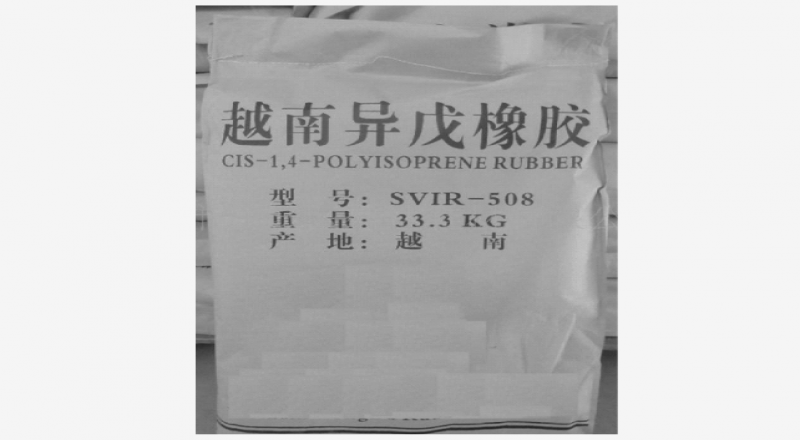 越南异戊橡胶
CIS-1,4-POLYISOPRENE RUBBER
型 号: SVIR-508
重 量: 33.3 KG
产 地: 越 南